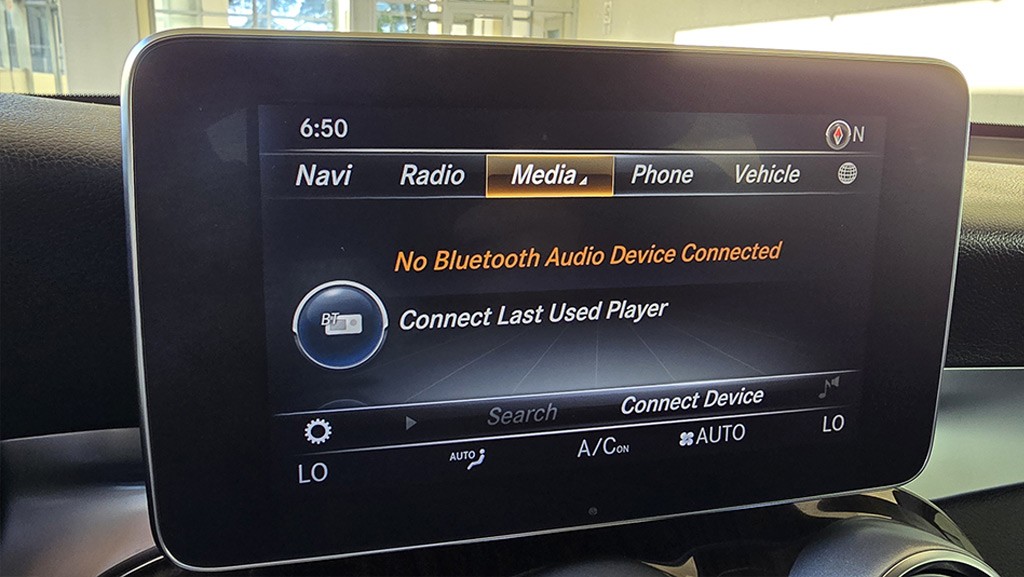 6:50 N
Navi Radio Media Phone Vehicle
No Bluetooth Audio Device Connected
BT
Connect Last Used Player
Search Connect Device
AUTO A/C ON AUTO LO
LO